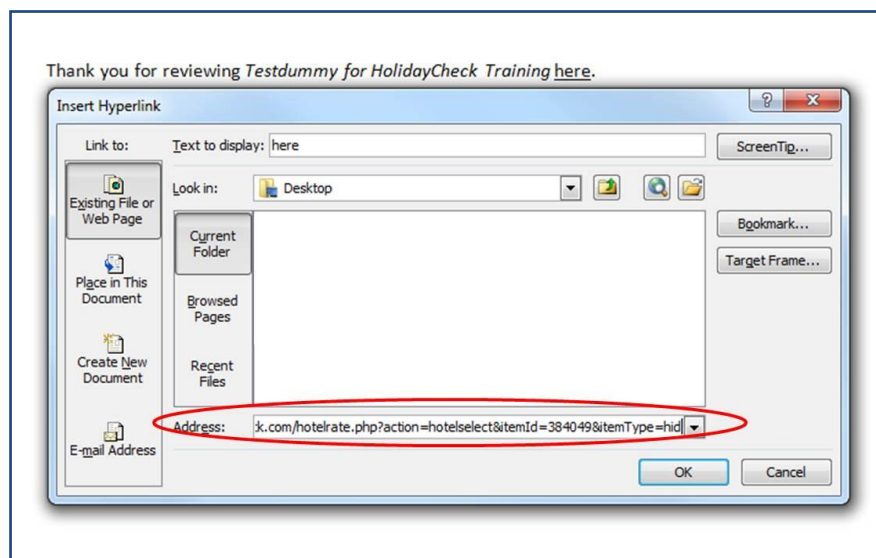 Thank you for reviewing Testdummy for HolidayCheck Training here.
Insert Hyperlink
Link to:
Text to display: here
ScreenTip...
Existing File or
Web Page
Look in: Desktop
Current
Folder
Bookmark...
Target Frame...
Place in This
Document
Browsed
Pages
Create New
Document
Recent
Files
Address: k.com/hotelrate.php?action=hotelselect&itemId=384049&itemType=hid
E-mail Address
OK Cancel